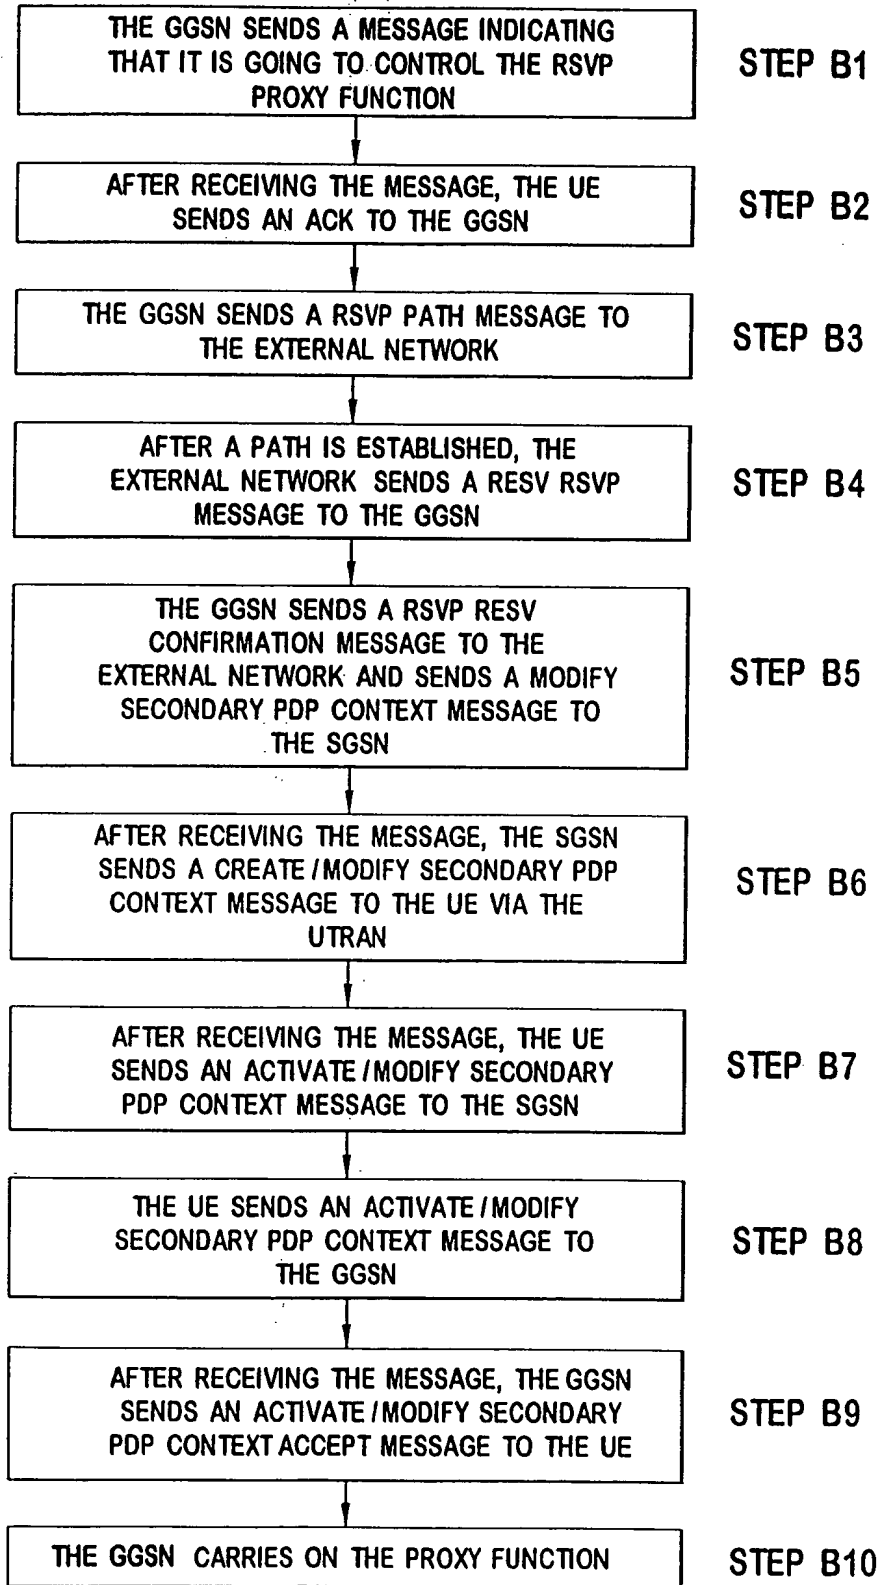 THE GGSN SENDS A MESSAGE INDICATING
THAT IT IS GOING TO CONTROL THE RSVP
PROXY FUNCTION
STEP B1
AFTER RECEIVING THE MESSAGE, THE UE
SENDS AN ACK TO THE GGSN
STEP B2
THE GGSN SENDS A RSVP PATH MESSAGE TO
THE EXTERNAL NETWORK
STEP B3
AFTER A PATH IS ESTABLISHED, THE
EXTERNAL NETWORK SENDS A RESV RSVP
MESSAGE TO THE GGSN
STEP B4
THE GGSN SENDS A RSVP RESV
CONFIRMATION MESSAGE TO THE
EXTERNAL NETWORK AND SENDS A MODIFY
SECONDARY PDP CONTEXT MESSAGE TO
THE SGSN
STEP B5
AFTER RECEIVING THE MESSAGE, THE SGSN
SENDS A CREATE/MODIFY SECONDARY PDP
CONTEXT MESSAGE TO THE UE VIA THE
UTRAN
STEP B6
AFTER RECEIVING THE MESSAGE, THE UE
SENDS AN ACTIVATE/MODIFY SECONDARY
PDP CONTEXT MESSAGE TO THE SGSN
STEP B7
THE UE SENDS AN ACTIVATE/MODIFY
SECONDARY PDP CONTEXT MESSAGE TO
THE GGSN
STEP B8
AFTER RECEIVING THE MESSAGE, THE GGSN
SENDS AN ACTIVATE/MODIFY SECONDARY
PDP CONTEXT ACCEPT MESSAGE TO THE UE
STEP B9
THE GGSN CARRIES ON THE PROXY FUNCTION
STEP B10